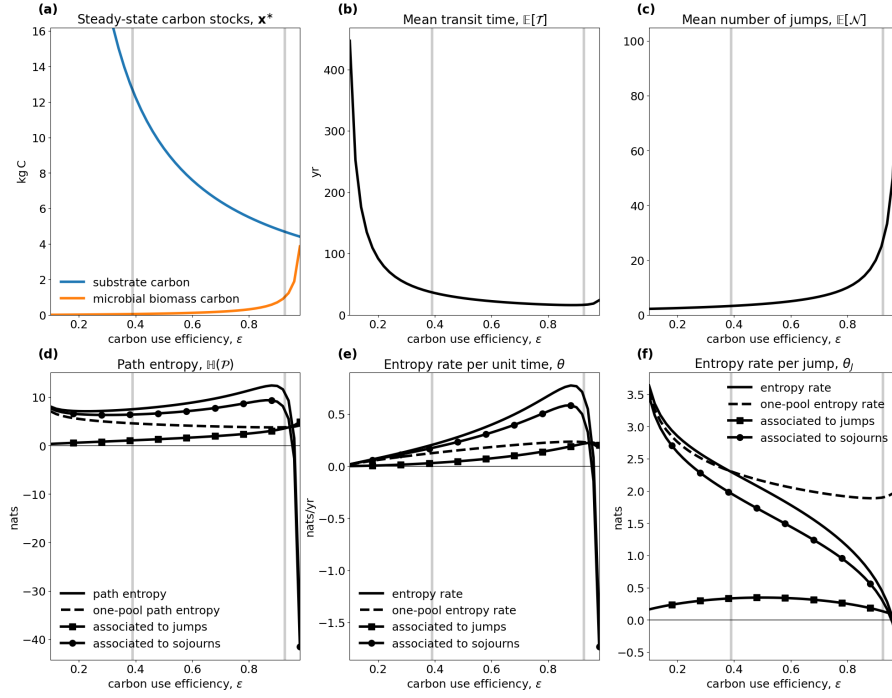 (a)
Steady-state carbon stocks, x*
16
14
12
10
8
6
4
2
0
kg C
substrate carbon
microbial biomass carbon
0.2 0.4 0.6 0.8
carbon use efficiency, ε
(b)
Mean transit time, 𝔼[𝒯]
400
350
300
250
200
150
100
50
0
yr
0.2 0.4 0.6 0.8
carbon use efficiency, ε
(c)
Mean number of jumps, 𝔼[𝒩]
100
80
60
40
20
0
0.2 0.4 0.6 0.8
carbon use efficiency, ε
(d)
Path entropy, ℍ(𝒫)
10
0
−10
−20
−30
−40
nats
path entropy
one-pool path entropy
associated to jumps
associated to sojourns
0.2 0.4 0.6 0.8
carbon use efficiency, ε
(e)
Entropy rate per unit time, θ
0.5
0.0
−0.5
−1.0
−1.5
nats/yr
entropy rate
one-pool entropy rate
associated to jumps
associated to sojourns
0.2 0.4 0.6 0.8
carbon use efficiency, ε
(f)
Entropy rate per jump, θJ
3.5
3.0
2.5
2.0
1.5
1.0
0.5
0.0
−0.5
nats
entropy rate
one-pool entropy rate
associated to jumps
associated to sojourns
0.2 0.4 0.6 0.8
carbon use efficiency, ε